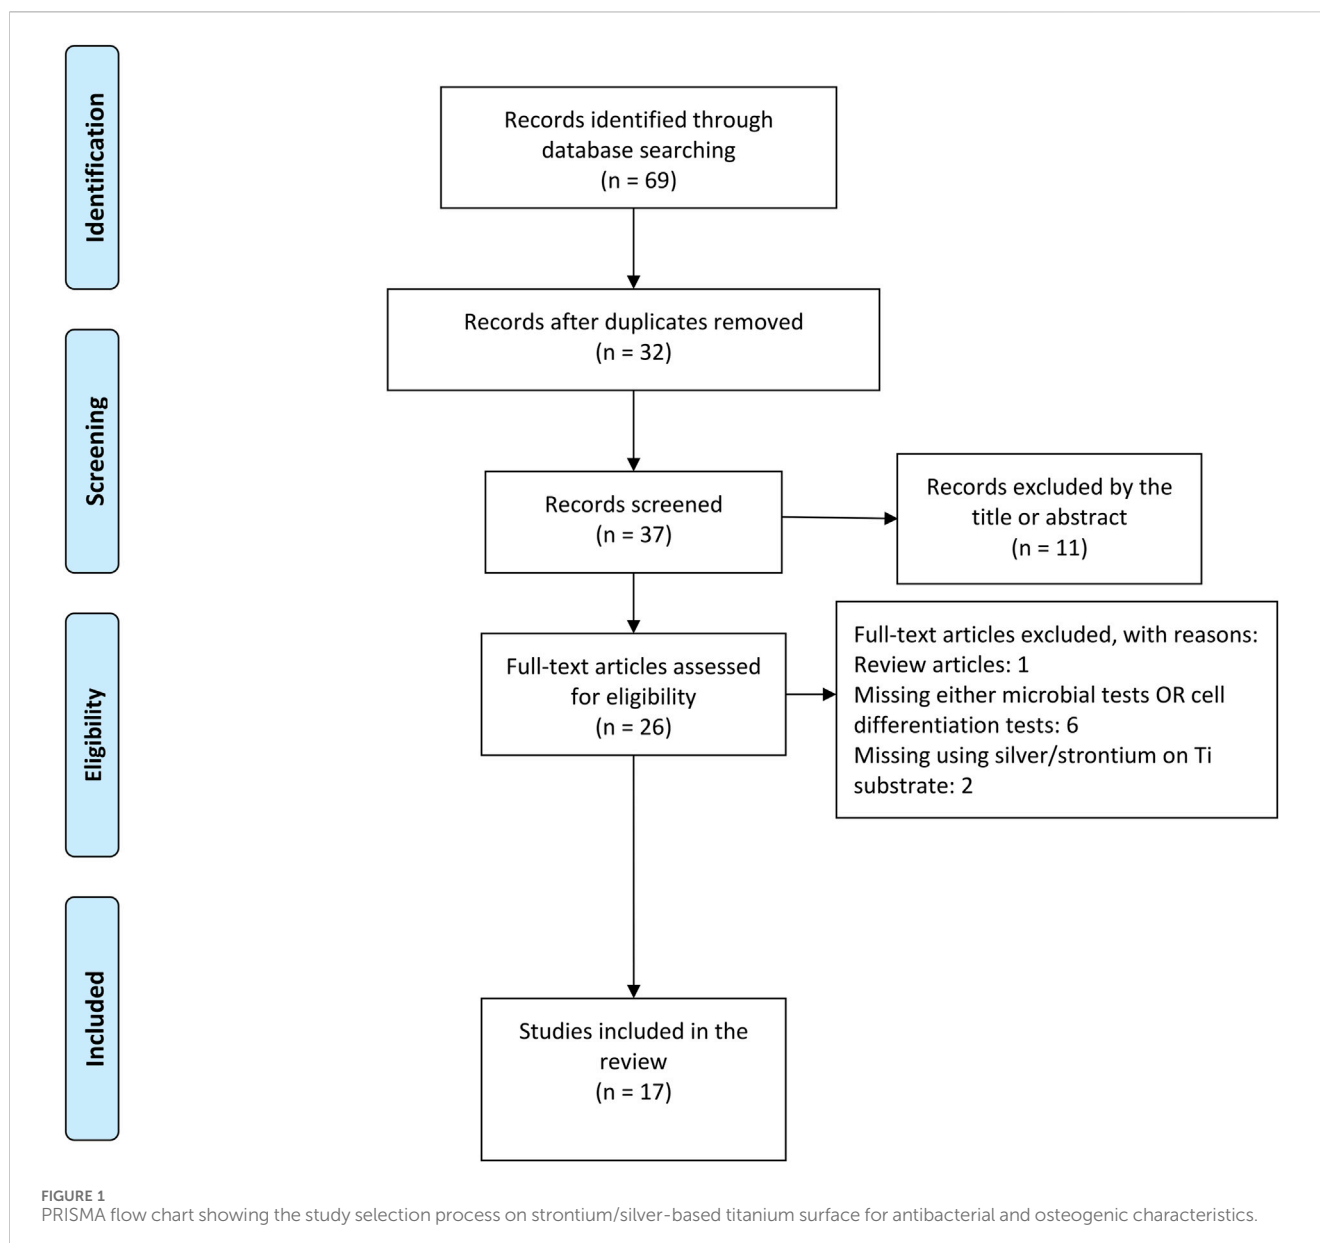 Identification
Records identified through
database searching
(n = 69)
Records after duplicates removed
(n = 32)
Screening
Records screened
(n = 37)
Records excluded by the
title or abstract
(n = 11)
Eligibility
Full-text articles assessed
for eligibility
(n = 26)
Full-text articles excluded, with reasons:
Review articles: 1
Missing either microbial tests OR cell
differentiation tests: 6
Missing using silver/strontium on Ti
substrate: 2
Included
Studies included in the
review
(n = 17)
FIGURE 1
PRISMA flow chart showing the study selection process on strontium/silver-based titanium surface for antibacterial and osteogenic characteristics.